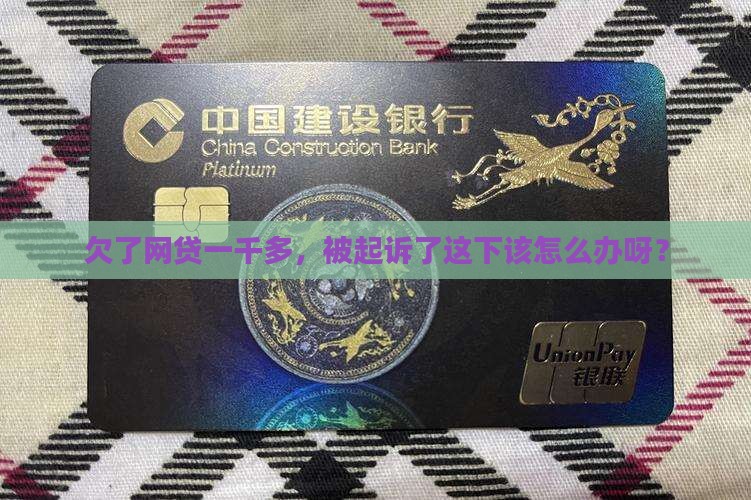 中国建设银行
China Construction Bank
Platinum
欠了网贷一千多，被起诉了这下该怎么办呀？
UnionPay
银联